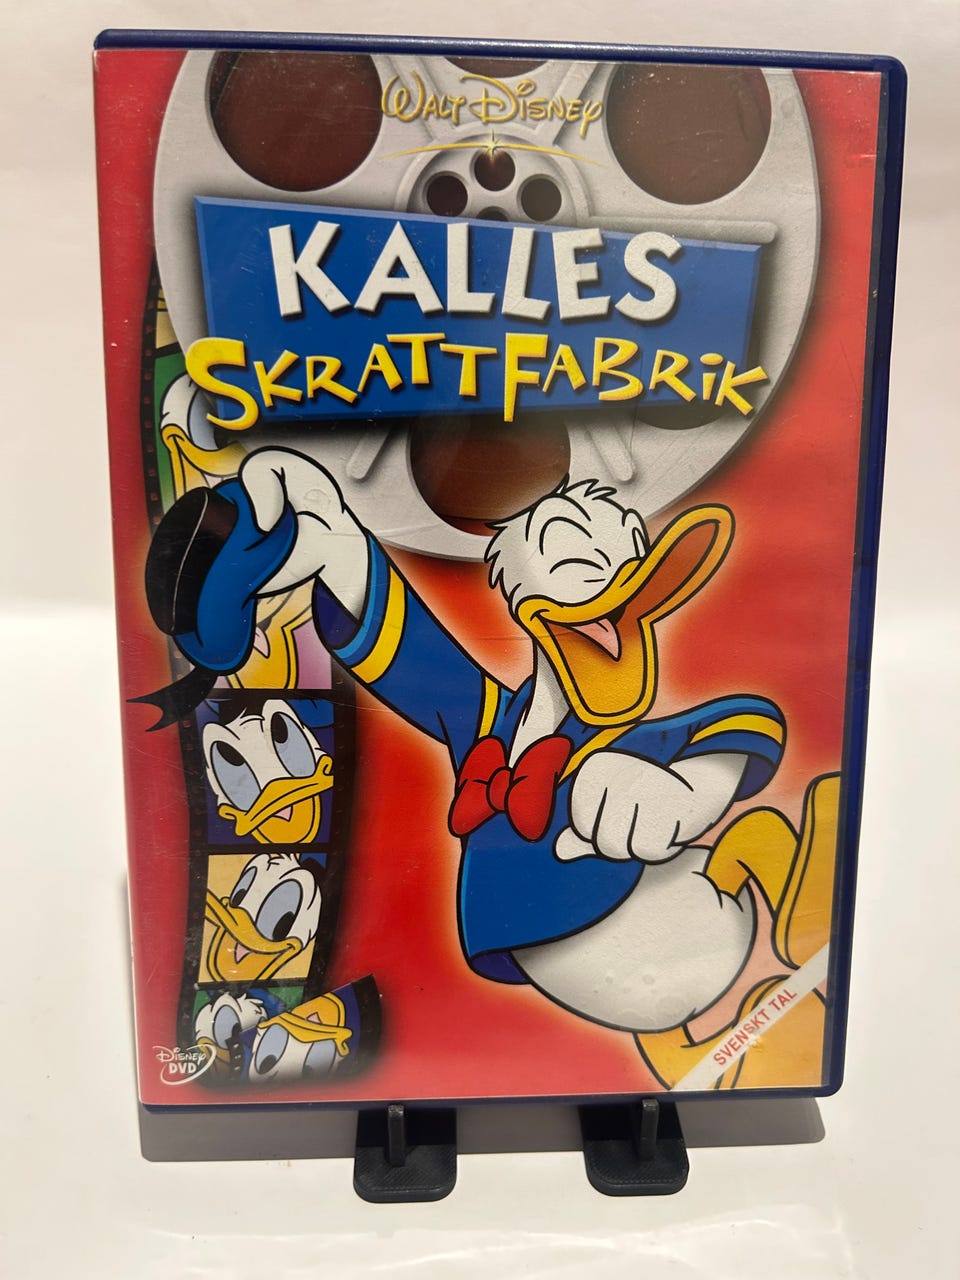 WALT DISNEY
KALLES
SKRATTFABRIK
SVENSKT TAL
DISNEY
DVD